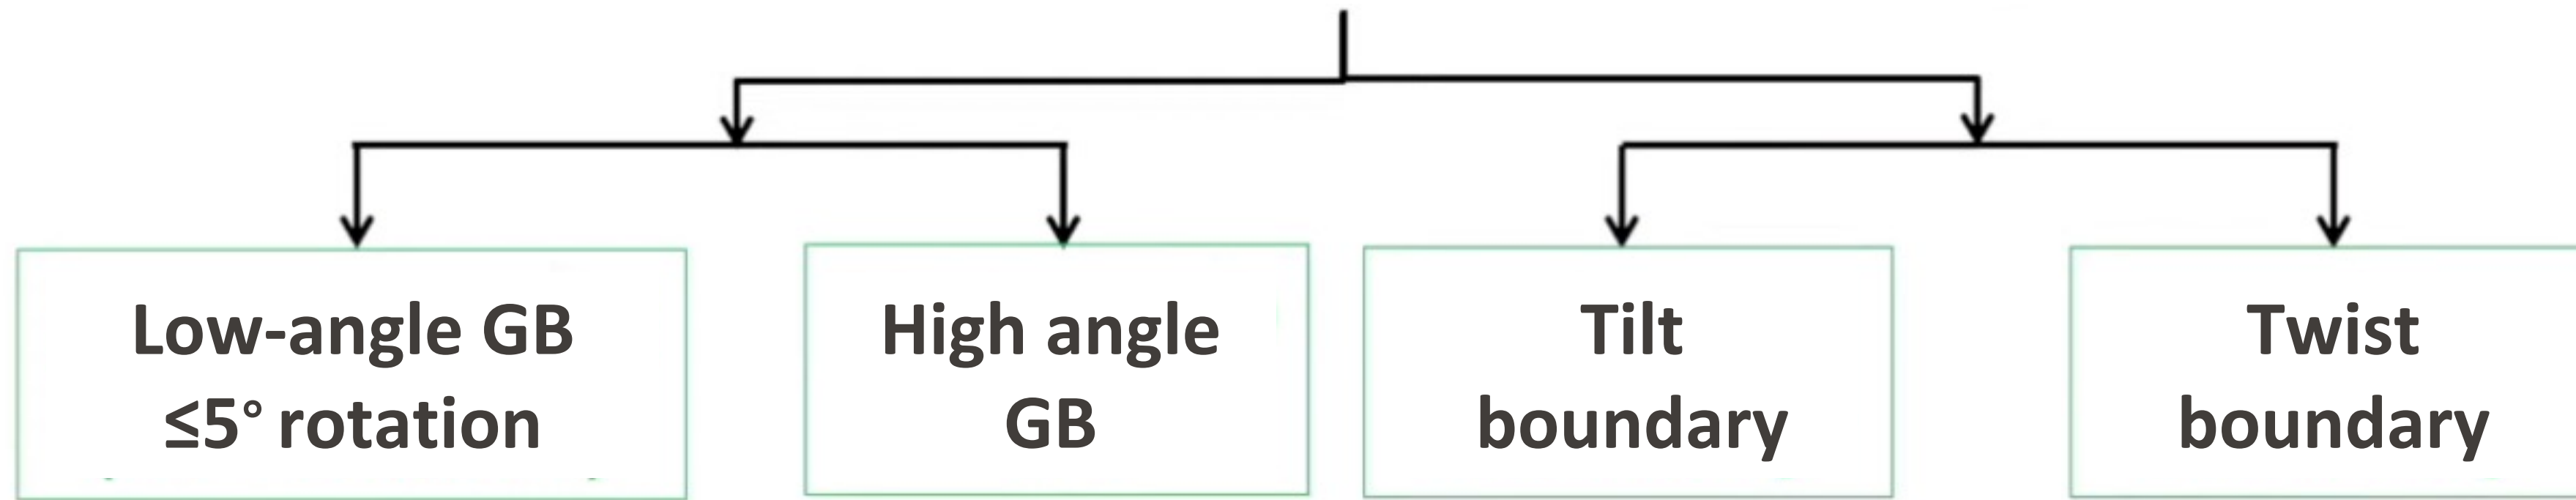 Low-angle GB
≤5° rotation
High angle
GB
Tilt
boundary
Twist
boundary